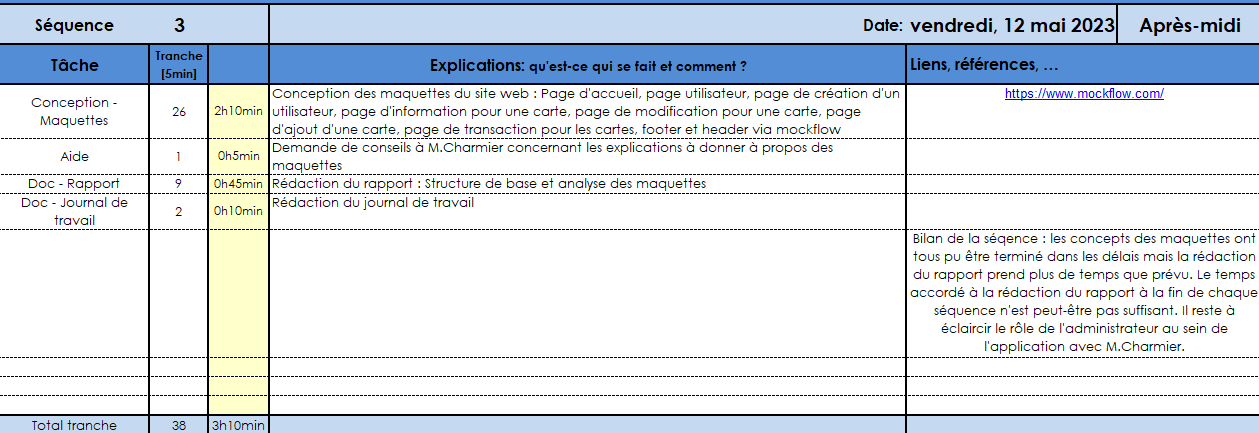 Séquence 3 Date: vendredi, 12 mai 2023 Après-midi
Tâche Tranche [5min] Explications: qu'est-ce qui se fait et comment ? Liens, références, …
Conception - Maquettes 26 2h10min
Conception des maquettes du site web : Page d'accueil, page utilisateur, page de création d'un
utilisateur, page d'information pour une carte, page de modification pour une carte, page
d'ajout d'une carte, page de transaction pour les cartes, footer et header via mockflow
https://www.mockflow.com/
Aide 1 0h5min
Demande de conseils à M.Charmier concernant les explications à donner à propos des
maquettes
Doc - Rapport 9 0h45min Rédaction du rapport : Structure de base et analyse des maquettes
Doc - Journal de
travail
2 0h10min Rédaction du journal de travail
Bilan de la séqence : les concepts des maquettes ont
tous pu être terminé dans les délais mais la rédaction
du rapport prend plus de temps que prévu. Le temps
accordé à la rédaction du rapport à la fin de chaque
séquence n'est peut-être pas suffisant. Il reste à
éclaircir le rôle de l'administrateur au sein de
l'application avec M.Charmier.
Total tranche 38 3h10min